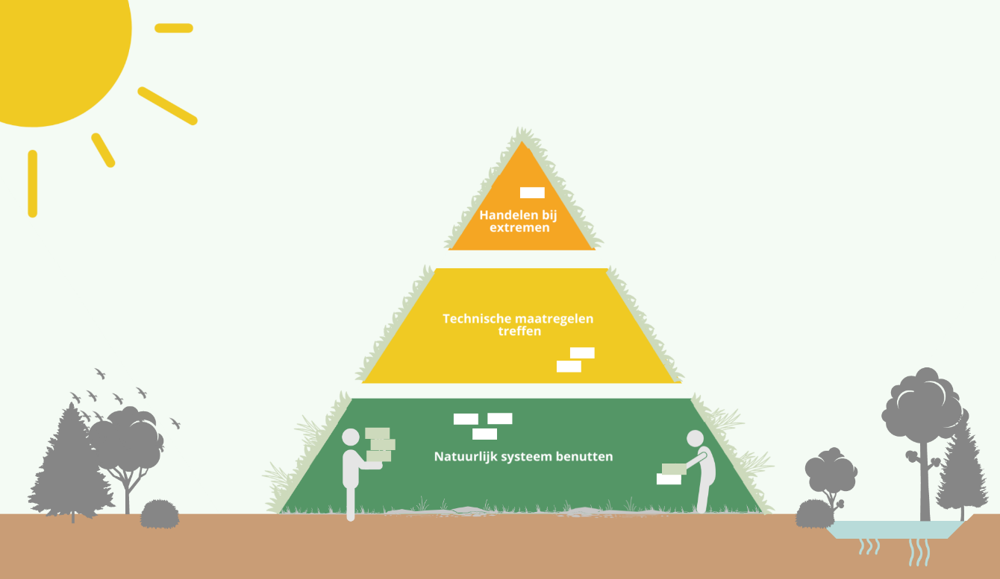 Handelen bij
extremen
Technische maatregelen
treffen
Natuurlijk systeem benutten